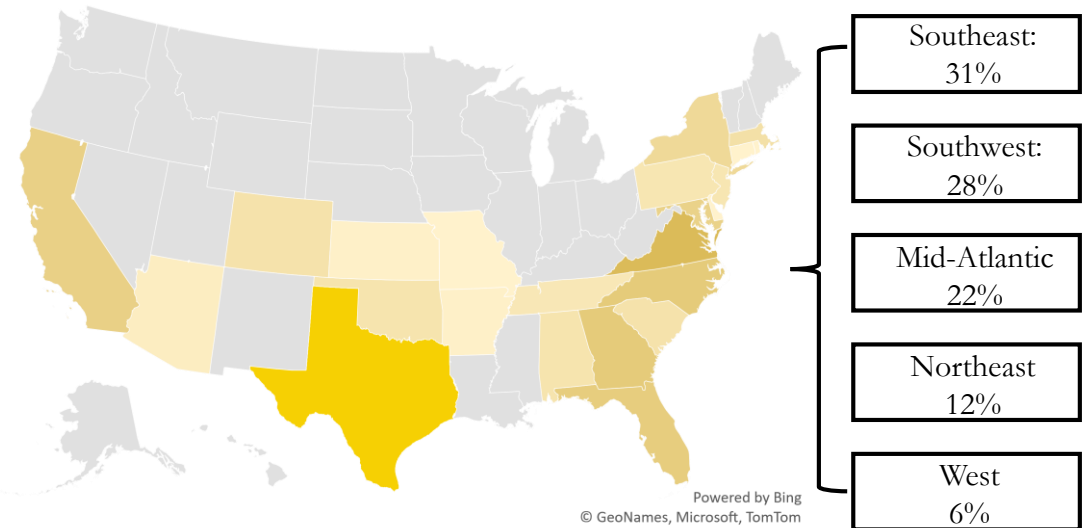 Southeast:
31%
Southwest:
28%
Mid-Atlantic
22%
Northeast
12%
West
6%
Powered by Bing
© GeoNames, Microsoft, TomTom